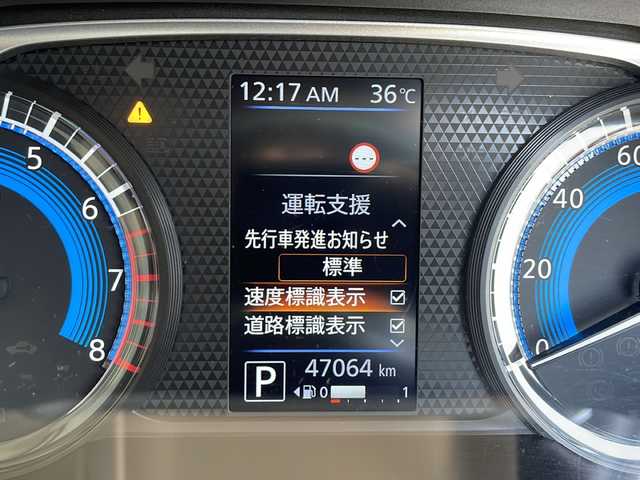 12:17 AM 36℃
---
運転支援
先行車発進お知らせ
標準
速度標識表示
道路標識表示
47064 km
P
0 1
5
6
7
8
60
40
20
0